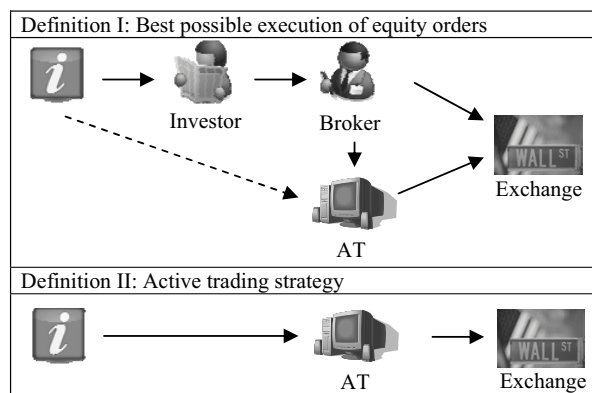 Definition I: Best possible execution of equity orders
i
Investor
Broker
WALL ST
Exchange
AT
Definition II: Active trading strategy
i
WALL ST
AT
Exchange